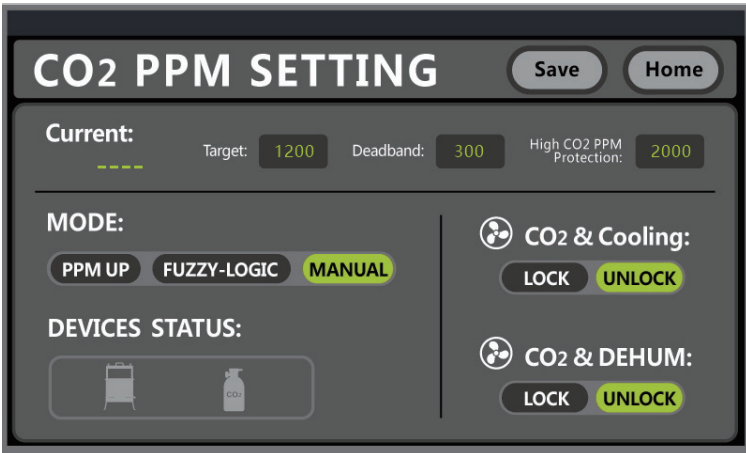 CO2 PPM SETTING
Save
Home
Current:
----
Target: 1200
Deadband: 300
High CO2 PPM
Protection: 2000
MODE:
PPM UP FUZZY-LOGIC MANUAL
DEVICES STATUS:
CO2
CO2 & Cooling:
LOCK UNLOCK
CO2 & DEHUM:
LOCK UNLOCK